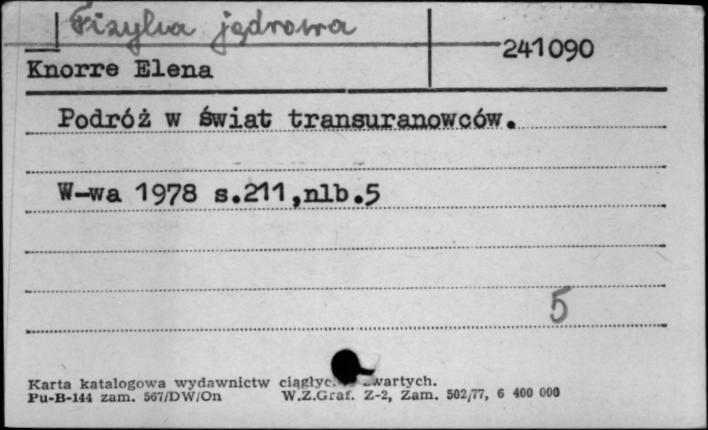 Fizyka jądrowa
241090
Knorre Elena
Podróż w świat transuranowców.
W-wa 1978 s.211,nlb.5
5
Karta katalogowa wydawnictw zwartych.
Pu-B-144 zam. 567/DW/On W.Z.Graf. Z-2, Zam. 502/77, 6 400 000